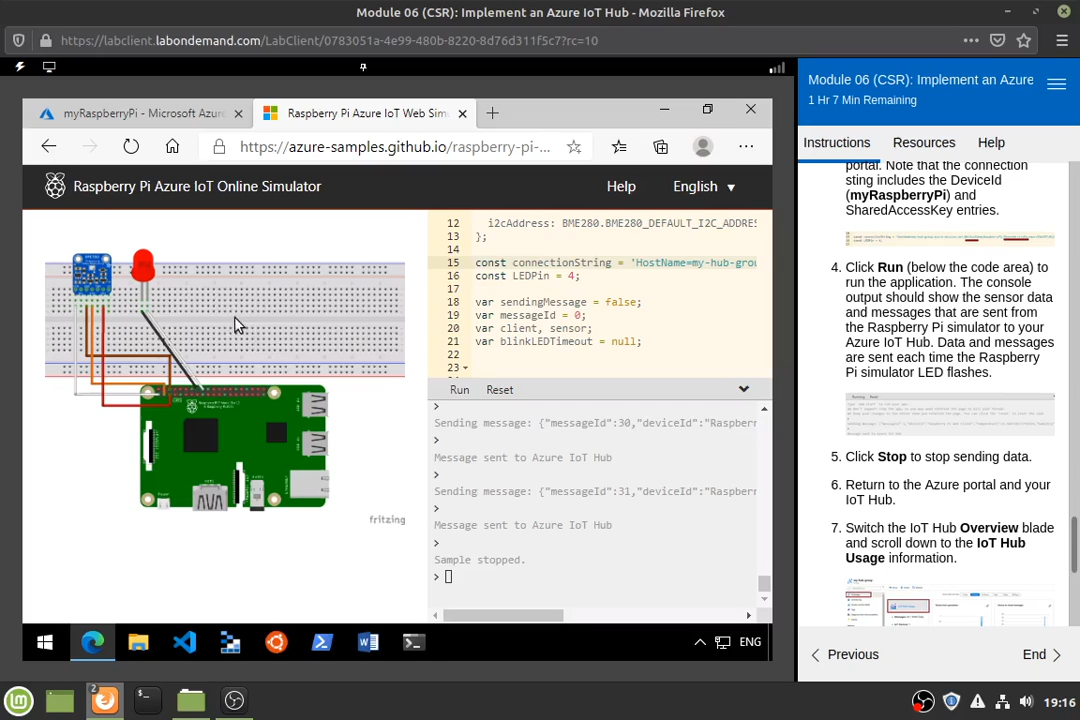 Module 06 (CSR): Implement an Azure IoT Hub - Mozilla Firefox
https://labclient.labondemand.com/LabClient/0783051a-4e99-480b-8220-8d76d311f5c7?rc=10
myRaspberryPi - Microsoft Azure
Raspberry Pi Azure IoT Web Sim
https://azure-samples.github.io/raspberry-pi-...
Raspberry Pi Azure IoT Online Simulator
Help
English
fritzing
12 i2cAddress: BME280.BME280_DEFAULT_I2C_ADDRES
13 };
14
15 const connectionString = 'HostName=my-hub-grou
16 const LEDPin = 4;
17
18 var sendingMessage = false;
19 var messageId = 0;
20 var client, sensor;
21 var blinkLEDTimeout = null;
22
23
Run Reset
>
Sending message: {"messageId":30,"deviceId":"Raspberr
>
Message sent to Azure IoT Hub
>
Sending message: {"messageId":31,"deviceId":"Raspberr
>
Message sent to Azure IoT Hub
>
Sample stopped.
>
ENG
Module 06 (CSR): Implement an Azure
1 Hr 7 Min Remaining
Instructions Resources Help
portal. Note that the connection
sting includes the DeviceId
(myRaspberryPi) and
SharedAccessKey entries.
4. Click Run (below the code area) to
run the application. The console
output should show the sensor data
and messages that are sent from
the Raspberry Pi simulator to your
Azure IoT Hub. Data and messages
are sent each time the Raspberry
Pi simulator LED flashes.
5. Click Stop to stop sending data.
6. Return to the Azure portal and your
IoT Hub.
7. Switch the IoT Hub Overview blade
and scroll down to the IoT Hub
Usage information.
Previous
End
2
19:16